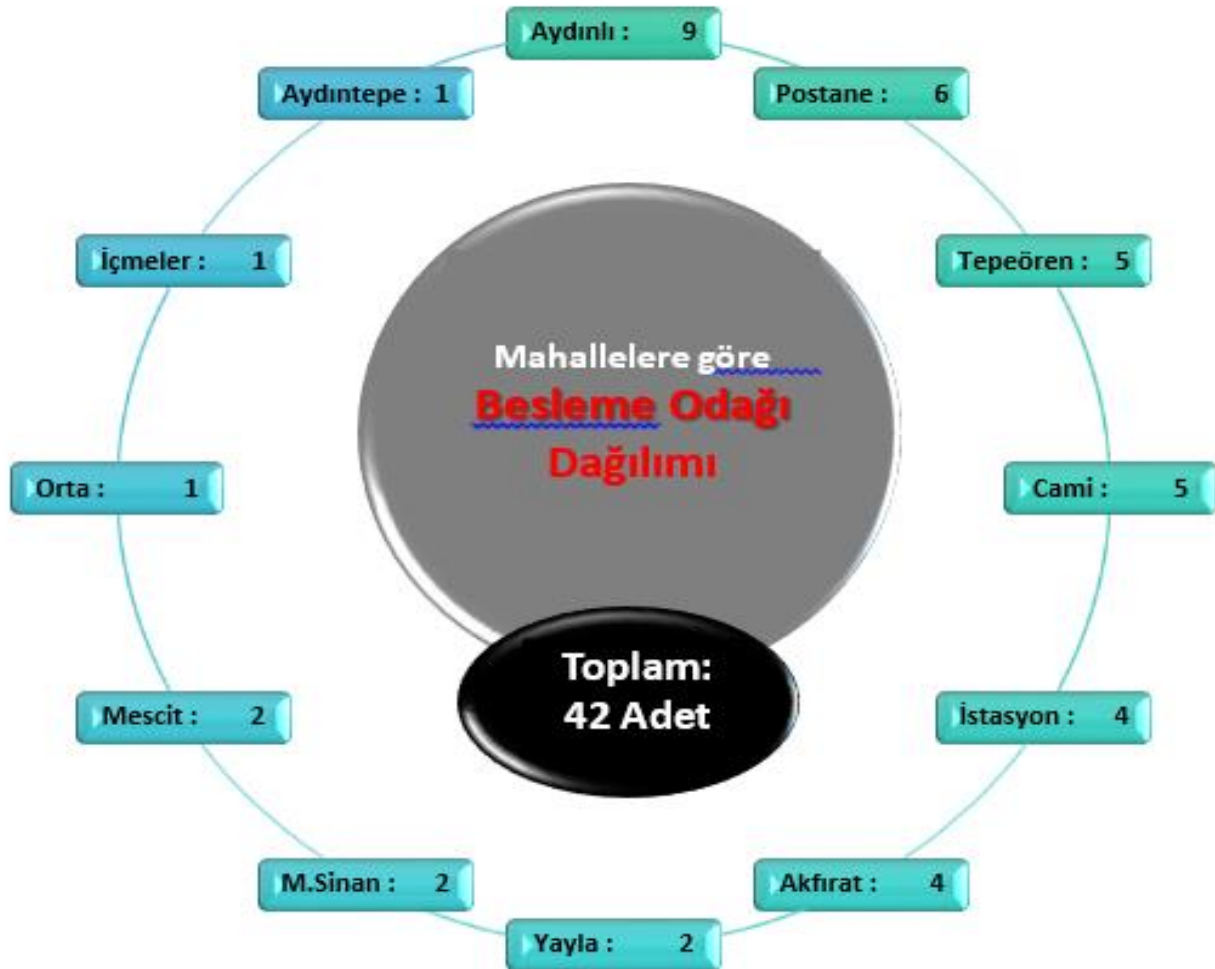 Aydınlı : 9
Postane : 6
Tepeören : 5
Cami : 5
İstasyon : 4
Akfırat : 4
Yayla : 2
M.Sinan : 2
Mescit : 2
Orta : 1
İçmeler : 1
Aydıntepe : 1
Mahallelere göre
Besleme Odağı
Dağılımı
Toplam:
42 Adet